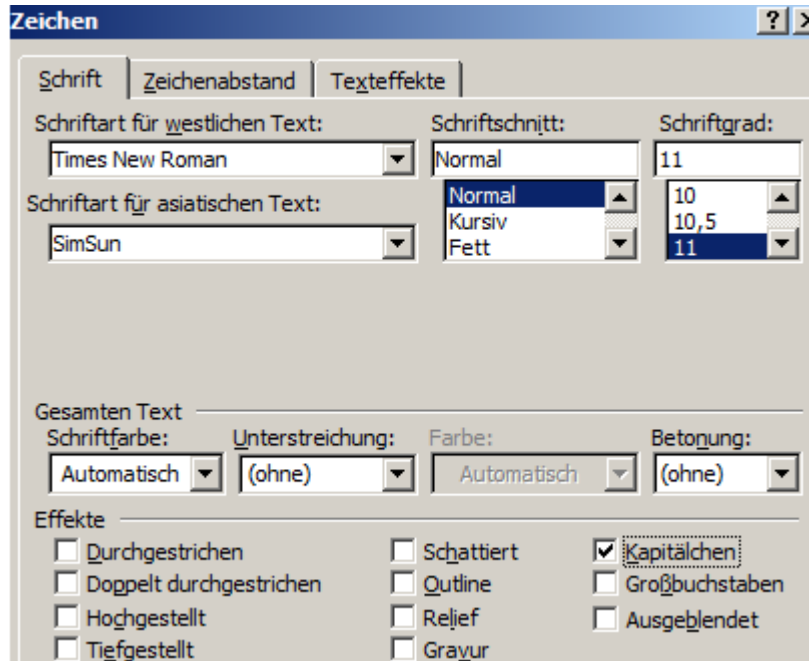 Zeichen
Schrift Zeichenabstand Texteffekte
Schriftart für westlichen Text: Schriftschnitt: Schriftgrad:
Times New Roman Normal 11
Schriftart für asiatischen Text: Normal 10
Kursiv 10,5
SimSun Fett 11
Gesamten Text
Schriftfarbe: Unterstreichung: Farbe: Betonung:
Automatisch (ohne) Automatisch (ohne)
Effekte
Durchgestrichen Schattiert Kapitälchen
Doppelt durchgestrichen Outline Großbuchstaben
Hochgestellt Relief Ausgeblendet
Tiefgestellt Gravur